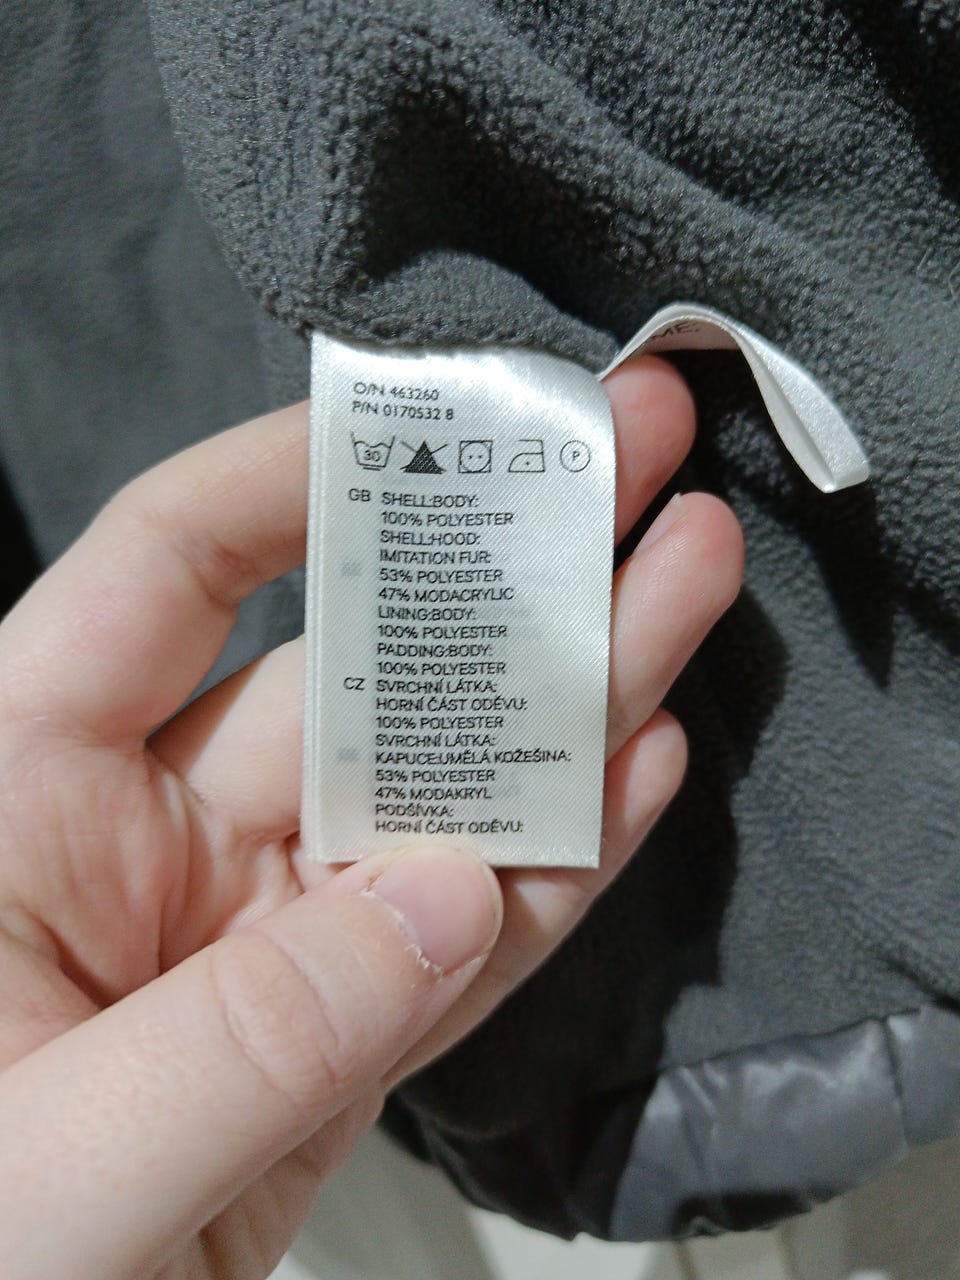 ME:
O/N 463260
P/N 0170532 8
30
P
GB SHELL:BODY:
100% POLYESTER
SHELL:HOOD:
IMITATION FUR:
53% POLYESTER
47% MODACRYLIC
LINING:BODY:
100% POLYESTER
PADDING:BODY:
100% POLYESTER
CZ SVRCHNÍ LÁTKA:
HORNÍ ČÁST ODĚVU:
100% POLYESTER
SVRCHNÍ LÁTKA:
KAPUCE:UMĚLÁ KOŽEŠINA:
53% POLYESTER
47% MODAKRYL
PODŠÍVKA:
HORNÍ ČÁST ODĚVU: